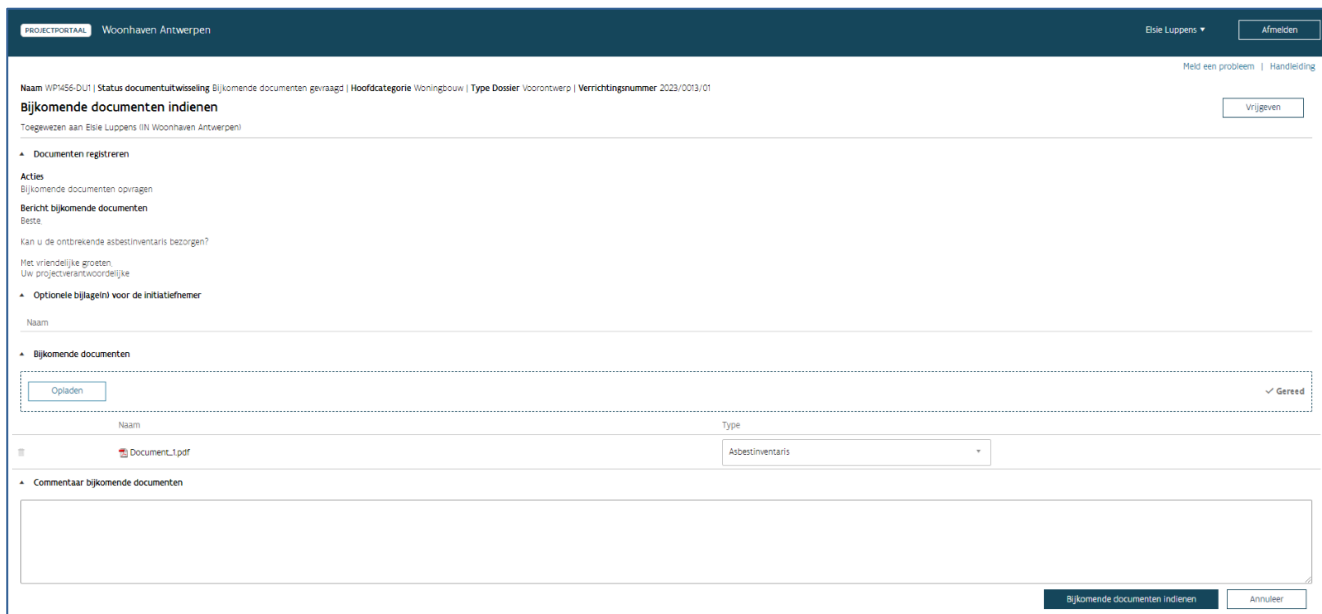 PROJECTPORTAAL Woonhaven Antwerpen Elsie Luppens Afmelden
Meld een probleem | Handleiding
Naam WP1456-DU1 | Status documentuitwisseling Bijkomende documenten gevraagd | Hoofdcategorie Woningbouw | Type Dossier Voorontwerp | Verrichtingsnummer 2023/0013/01
Bijkomende documenten indienen Vrijgeven
Toegewezen aan Elsie Luppens (IN Woonhaven Antwerpen)
Documenten registreren
Acties
Bijkomende documenten opvragen
Bericht bijkomende documenten
Beste,
Kan u de ontbrekende asbestinventaris bezorgen?
Met vriendelijke groeten,
Uw projectverantwoordelijke
Optionele bijlage(n) voor de initiatiefnemer
Naam
Bijkomende documenten
Opladen Gereed
Naam Type
Document_1.pdf Asbestinventaris
Commentaar bijkomende documenten
Bijkomende documenten indienen Annuleer